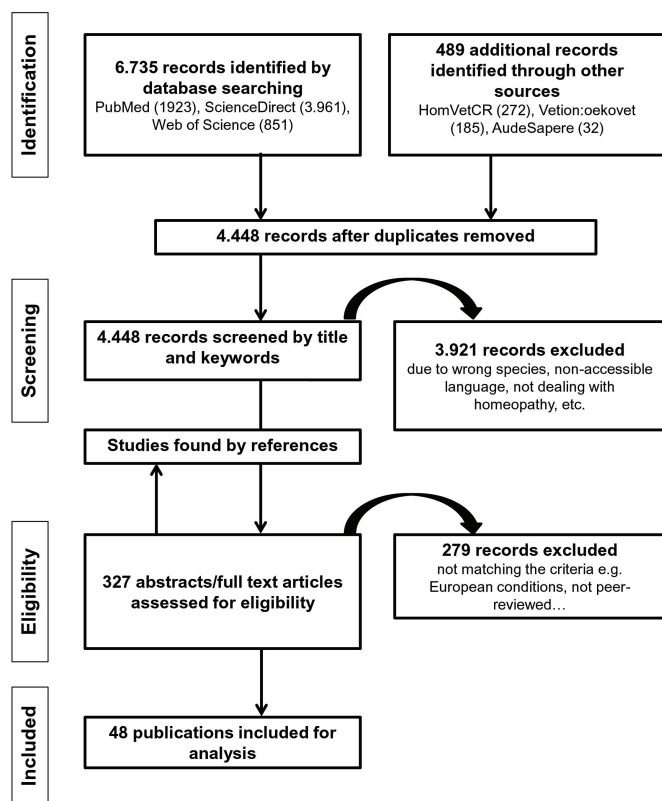 Identification
6.735 records identified by
database searching
PubMed (1923), ScienceDirect (3.961),
Web of Science (851)
489 additional records
identified through other
sources
HomVetCR (272), Vetion:oekovet
(185), AudeSapere (32)
4.448 records after duplicates removed
Screening
4.448 records screened by title
and keywords
3.921 records excluded
due to wrong species, non-accessible
language, not dealing with
homeopathy, etc.
Studies found by references
Eligibility
327 abstracts/full text articles
assessed for eligibility
279 records excluded
not matching the criteria e.g.
European conditions, not peer-
reviewed…
Included
48 publications included for
analysis